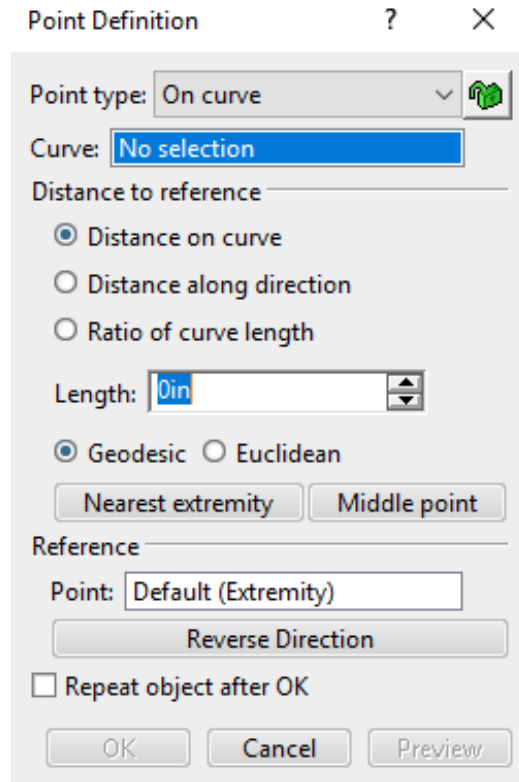 Point Definition ? ×
Point type: On curve
Curve: No selection
Distance to reference
Distance on curve
Distance along direction
Ratio of curve length
Length: 0in
Geodesic Euclidean
Nearest extremity Middle point
Reference
Point: Default (Extremity)
Reverse Direction
Repeat object after OK
OK Cancel Preview